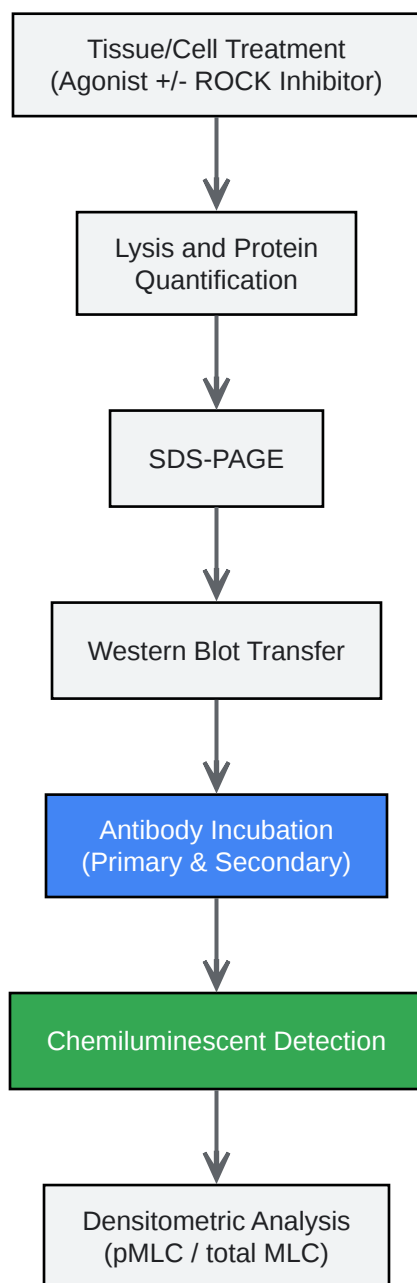 Tissue/Cell Treatment
(Agonist +/- ROCK Inhibitor)
Lysis and Protein
Quantification
SDS-PAGE
Western Blot Transfer
Antibody Incubation
(Primary & Secondary)
Chemiluminescent Detection
Densitometric Analysis
(pMLC / total MLC)